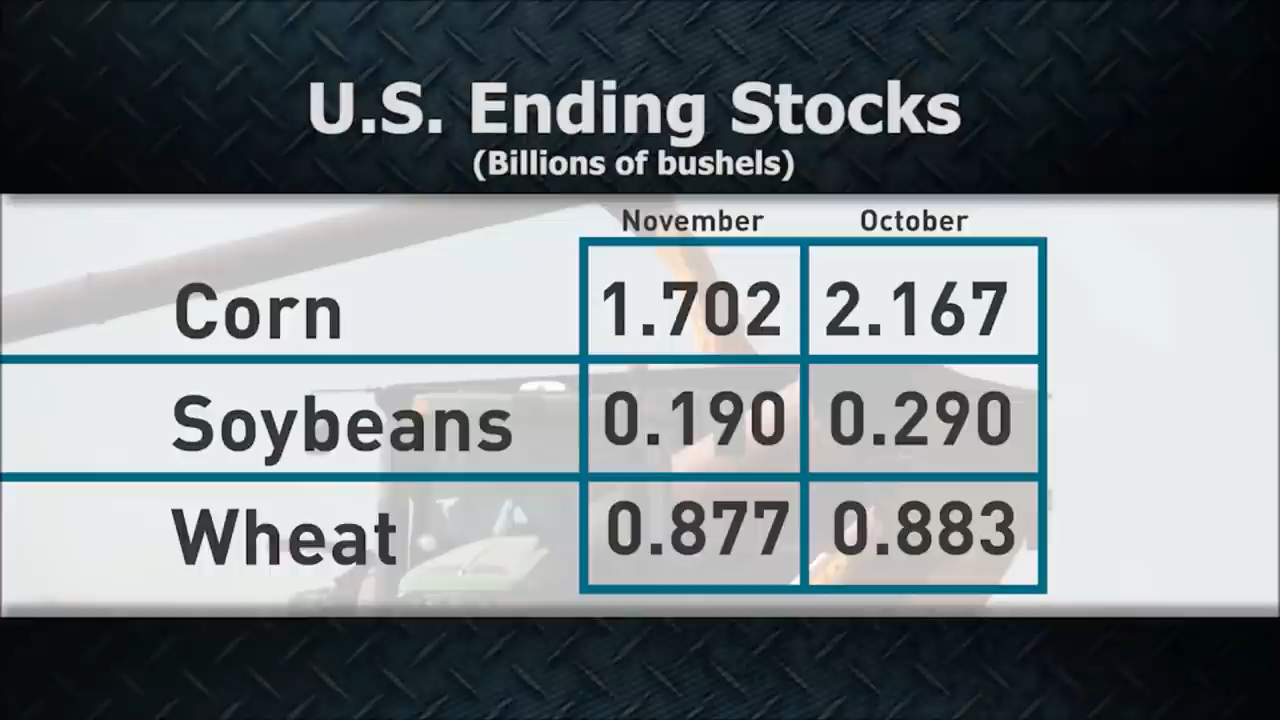 U.S. Ending Stocks
(Billions of bushels)
November October
Corn 1.702 2.167
Soybeans 0.190 0.290
Wheat 0.877 0.883